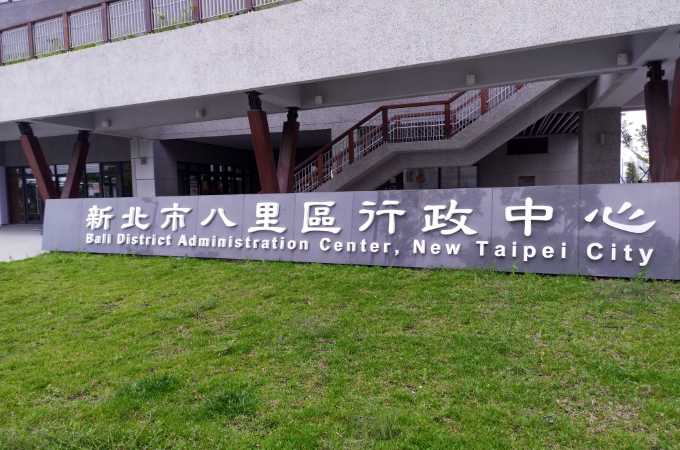 新北市八里區行政中心
Bali District Administration Center, New Taipei City